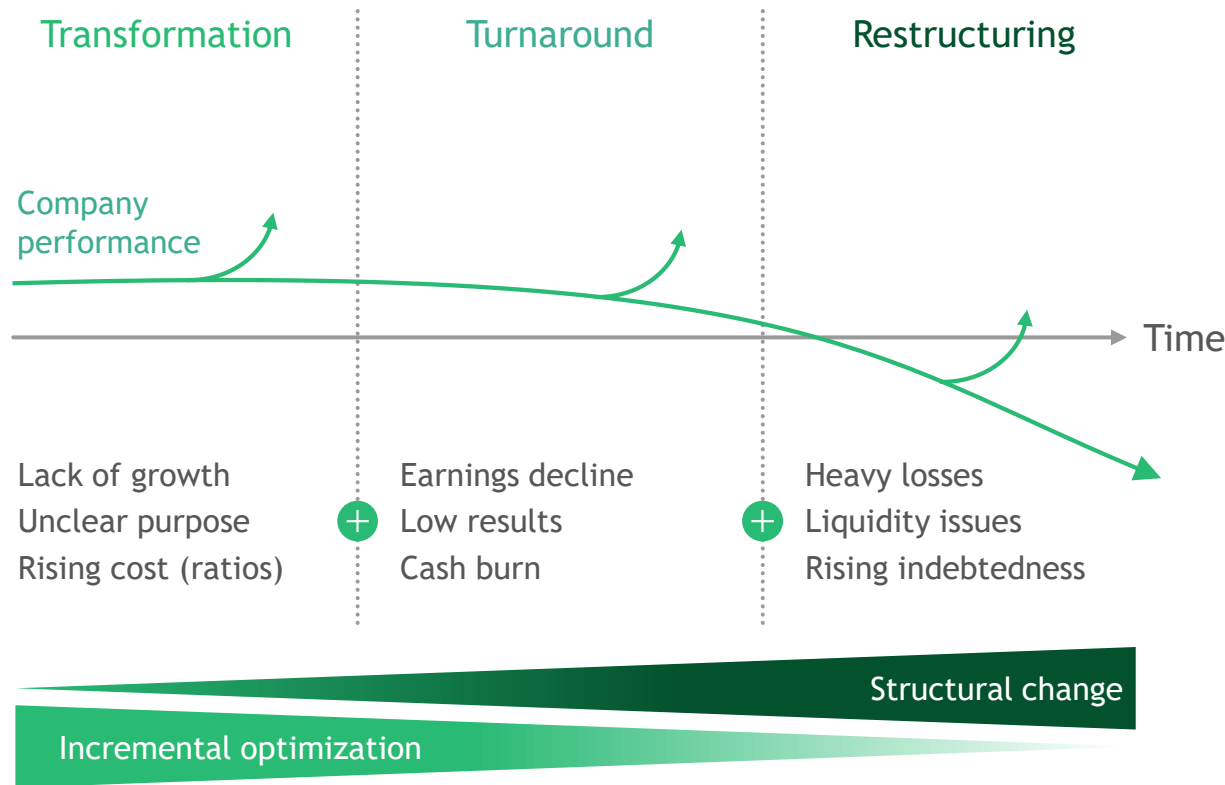 Transformation
Turnaround
Restructuring
Company
performance
Time
Lack of growth
Unclear purpose
Rising cost (ratios)
+
Earnings decline
Low results
Cash burn
+
Heavy losses
Liquidity issues
Rising indebtedness
Structural change
Incremental optimization